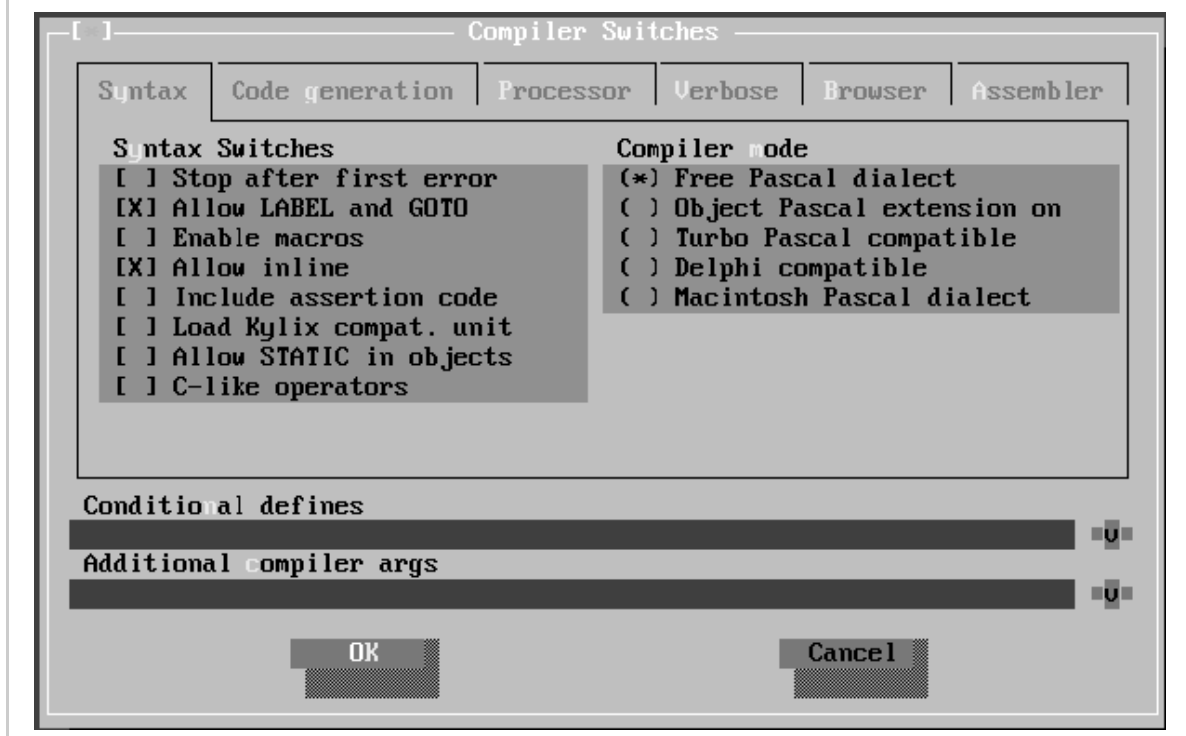 [*] Compiler Switches
Syntax Code generation Processor Verbose Browser Assembler
Syntax Switches
[ ] Stop after first error
[X] Allow LABEL and GOTO
[ ] Enable macros
[X] Allow inline
[ ] Include assertion code
[ ] Load Kylix compat. unit
[ ] Allow STATIC in objects
[ ] C-like operators
Compiler mode
(*) Free Pascal dialect
( ) Object Pascal extension on
( ) Turbo Pascal compatible
( ) Delphi compatible
( ) Macintosh Pascal dialect
Conditional defines
Additional compiler args
OK Cancel